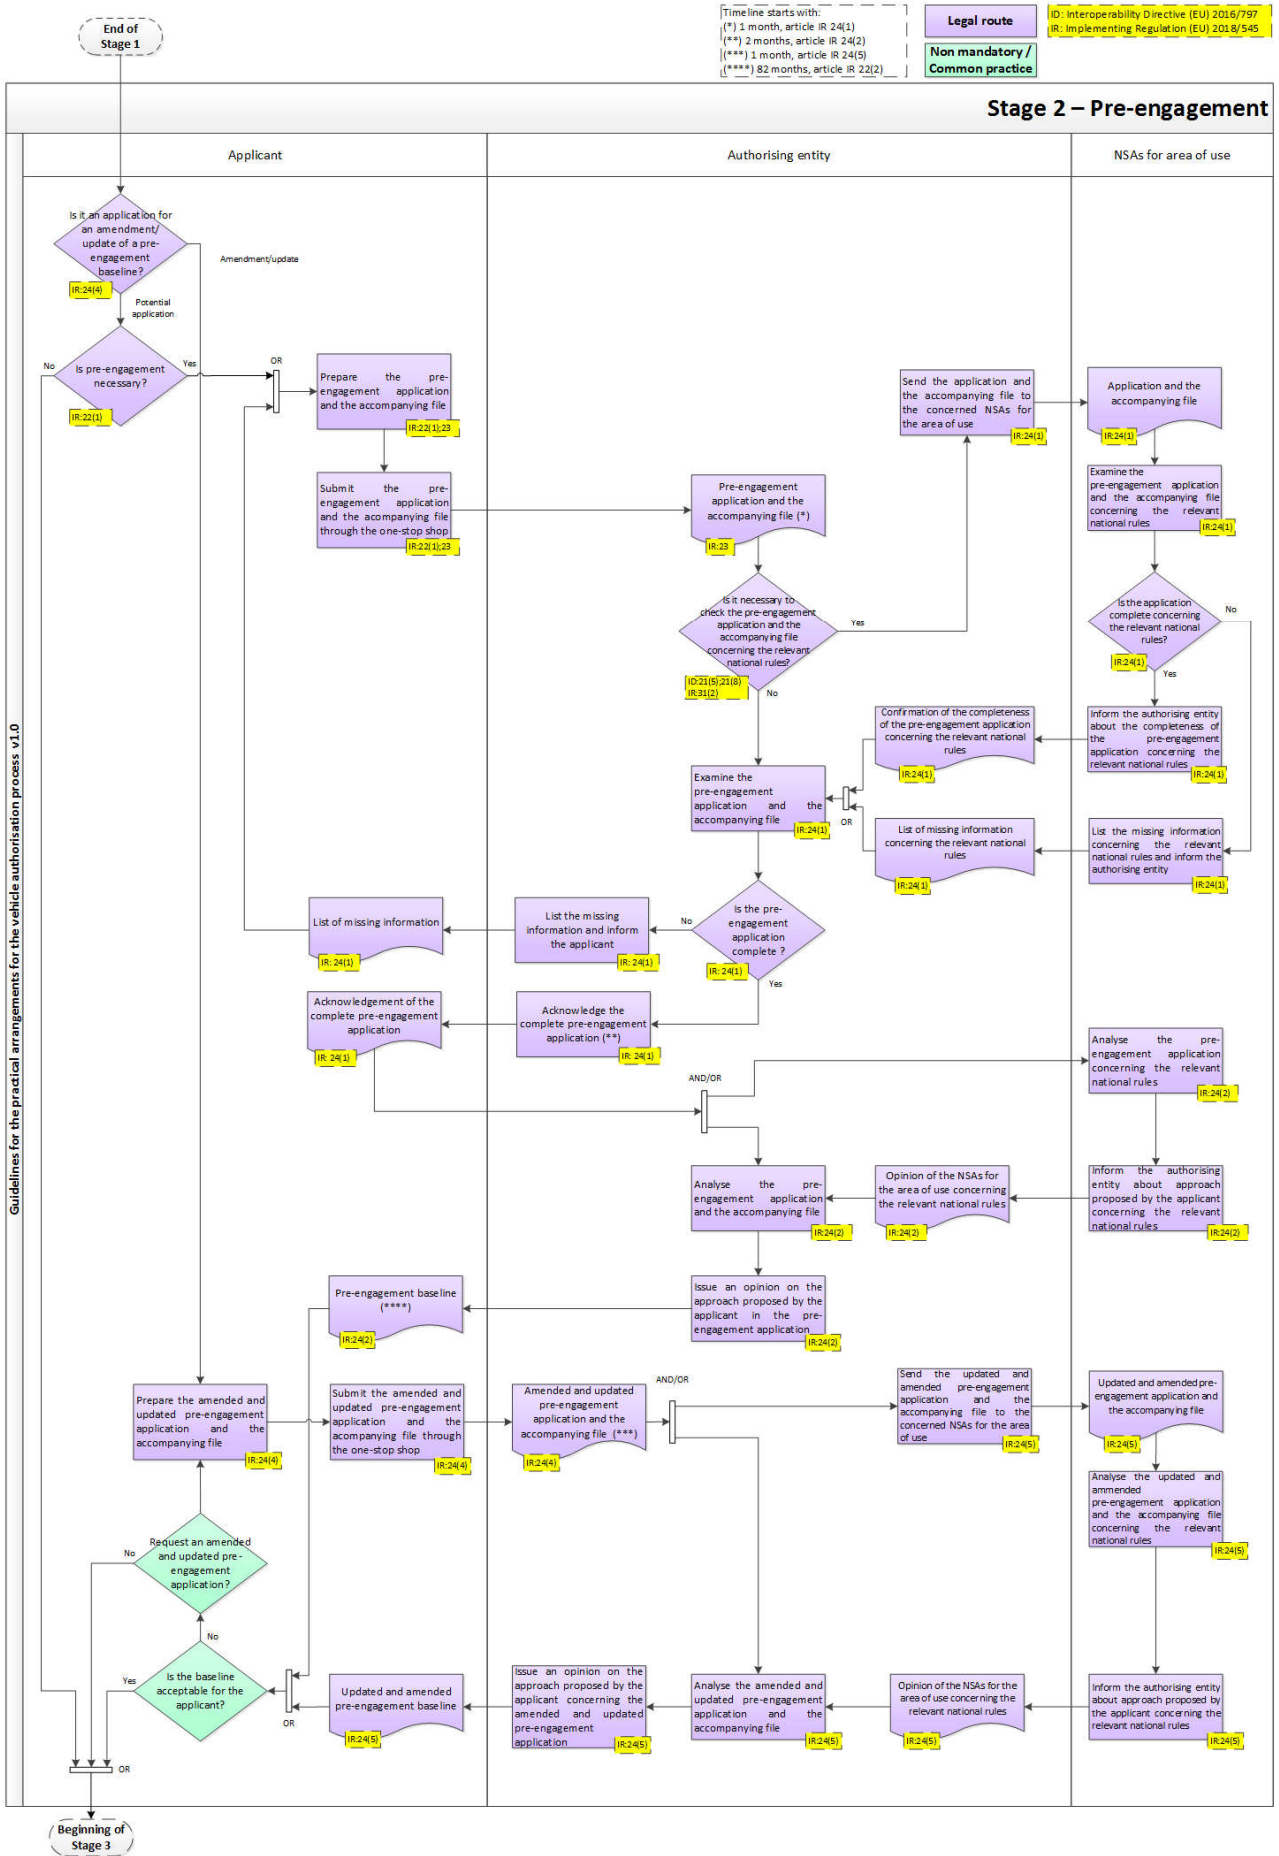 End of
Stage 1
Timeline starts with:
(*) 1 month, article IR 24(1)
(**) 2 months, article IR 24(2)
(***) 1 month, article IR 24(5)
(****) 82 months, article IR 22(2)
Legal route
Non mandatory /
Common practice
ID: Interoperability Directive (EU) 2016/797
IR: Implementing Regulation (EU) 2018/545
Stage 2 – Pre-engagement
Guidelines for the practical arrangements for the vehicle authorisation process v1.0
Applicant
Authorising entity
NSAs for area of use
Is it an application for
an amendment/
update of a pre-
engagement
baseline?
IR:24(4)
Amendment/update
Potential
application
Is pre-engagement
necessary?
IR:22(1)
No
Yes
OR
Prepare the pre-
engagement application
and the accompanying file
IR:22(1);23
Submit the pre-
engagement application
and the acompanying file
through the one-stop shop
IR:22(1);23
Pre-engagement
application and the
accompanying file (*)
IR:23
Is it necessary to
check the pre-engagement
application and the
accompanying file
concerning the relevant
national rules?
ID:21(5);21(8)
IR:31(2)
Yes
No
Send the application and
the accompanying file to
the concerned NSAs for
the area of use
IR:24(1)
Application and the
accompanying file
IR:24(1)
Examine the
pre-engagement application
and the accompanying file
concerning the relevant
national rules
IR:24(1)
Is the application
complete concerning
the relevant national
rules?
IR:24(1)
No
Yes
Inform the authorising entity
about the completeness of
the pre-engagement
application concerning the
relevant national rules
IR:24(1)
Confirmation of the completeness
of the pre-engagement application
concerning the relevant national
rules
IR:24(1)
List the missing information
concerning the relevant
national rules and inform the
authorising entity
IR:24(1)
List of missing information
concerning the relevant national
rules
IR:24(1)
OR
Examine the
pre-engagement
application and the
accompanying file
IR:24(1)
Is the pre-
engagement
application
complete ?
IR: 24(1)
No
Yes
List the missing
information and inform
the applicant
IR: 24(1)
List of missing information
IR: 24(1)
Acknowledge the
complete pre-engagement
application (**)
IR: 24(1)
Acknowledgement of the
complete pre-engagement
application
IR: 24(1)
AND/OR
Analyse the pre-
engagement application
concerning the relevant
national rules
IR:24(2)
Inform the authorising
entity about approach
proposed by the applicant
concerning the relevant
national rules
IR:24(2)
Opinion of the NSAs for
the area of use concerning
the relevant national rules
IR:24(2)
Analyse the pre-
engagement application
and the accompanying file
IR:24(2)
Issue an opinion on the
approach proposed by the
applicant in the pre-
engagement application
IR:24(2)
Pre-engagement baseline
(****)
IR:24(2)
Prepare the amended and
updated pre-engagement
application and the
accompanying file
IR:24(4)
Submit the amended and
updated pre-engagement
application and the
acompanying file through
the one-stop shop
IR:24(4)
Amended and updated
pre-engagement
application and the
accompanying file (***)
IR:24(4)
AND/OR
Send the updated and
amended pre-engagement
application and the
accompanying file to the
concerned NSAs for the area
of use
IR:24(5)
Updated and amended pre-
engagement application and
the accompanying file
IR:24(5)
Analyse the updated and
ammended
pre-engagement application
and the accompanying file
concerning the relevant
national rules
IR:24(5)
Request an amended
and updated pre-
engagement
application?
No
No
Is the baseline
acceptable for the
applicant?
Yes
OR
Updated and amended
pre-engagement baseline
IR:24(5)
Issue an opinion on the
approach proposed by the
applicant concerning the
amended and updated
pre-engagement
application
IR:24(5)
Analyse the amended and
updated pre-engagement
application and the
accompanying file
IR:24(5)
Opinion of the NSAs for the
area of use concerning the
relevant national rules
IR:24(5)
Inform the authorising entity
about approach proposed by
the applicant concerning the
relevant national rules
IR:24(5)
OR
Beginning of
Stage 3